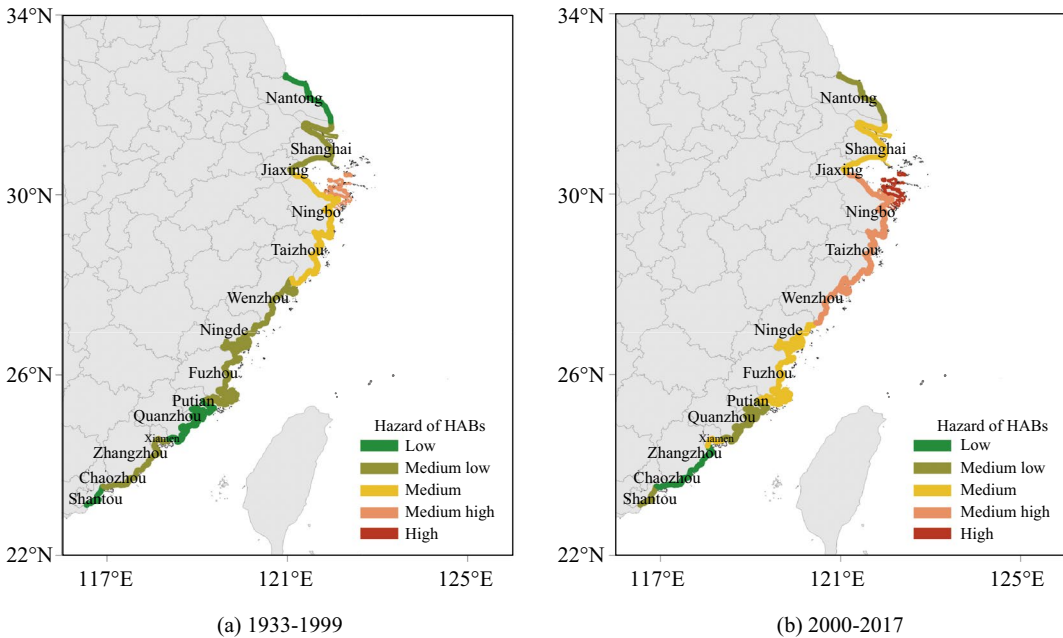 34°N
30°N
26°N
22°N
117°E
121°E
125°E
Nantong
Shanghai
Jiaxing
Ningbo
Taizhou
Wenzhou
Ningde
Fuzhou
Putian
Quanzhou
Xiamen
Zhangzhou
Chaozhou
Shantou
Hazard of HABs
Low
Medium low
Medium
Medium high
High
(a) 1933-1999
34°N
30°N
26°N
22°N
117°E
121°E
125°E
Nantong
Shanghai
Jiaxing
Ningbo
Taizhou
Wenzhou
Ningde
Fuzhou
Putian
Quanzhou
Xiamen
Zhangzhou
Chaozhou
Shantou
Hazard of HABs
Low
Medium low
Medium
Medium high
High
(b) 2000-2017